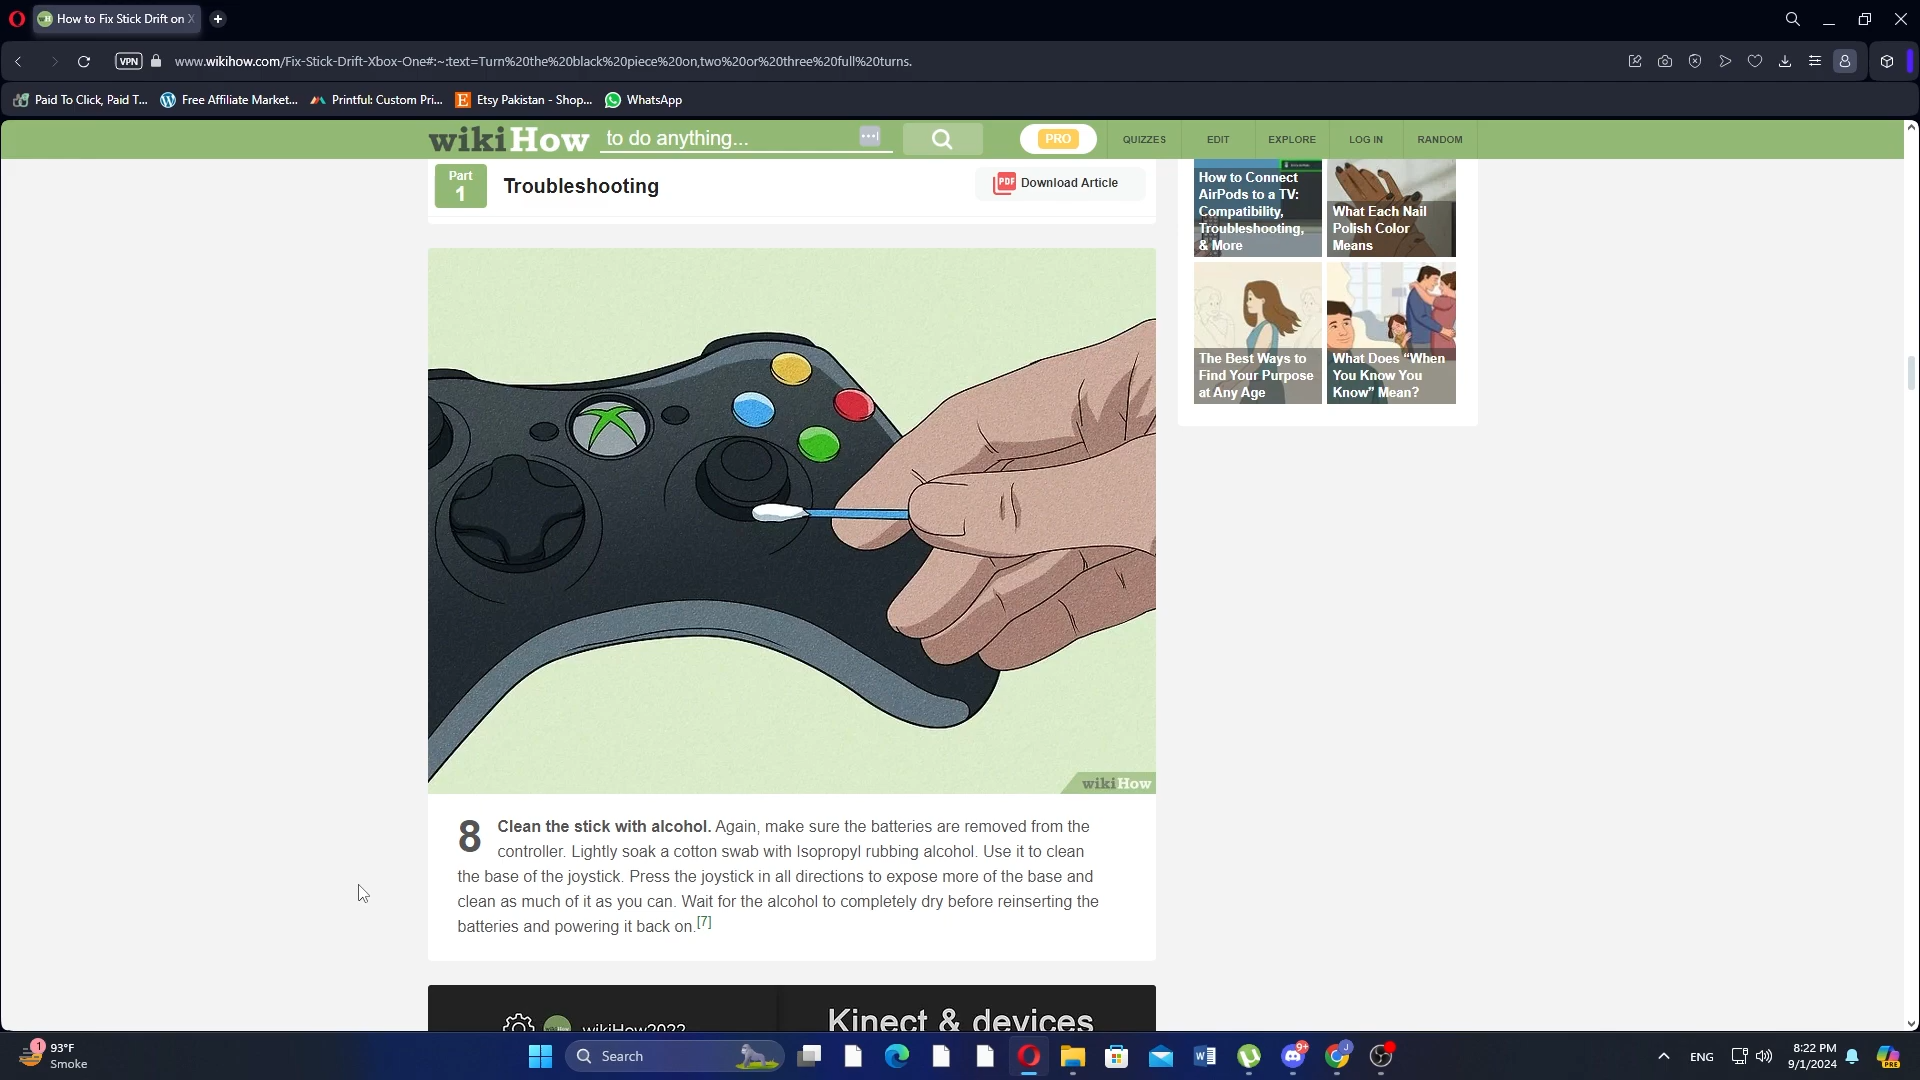 How to Fix Stick Drift on X
VPN
www.wikihow.com/Fix-Stick-Drift-Xbox-One#:~:text=Turn%20the%20black%20piece%20on,two%20or%20three%20full%20turns.
Paid To Click, Paid T...
Free Affiliate Market...
Printful: Custom Pri...
Etsy Pakistan - Shop...
WhatsApp
wikiHow to do anything...
PRO
QUIZZES
EDIT
EXPLORE
LOG IN
RANDOM
Part
1
Troubleshooting
PDF Download Article
How to Connect
AirPods to a TV:
Compatibility,
Troubleshooting,
& More
What Each Nail
Polish Color
Means
The Best Ways to
Find Your Purpose
at Any Age
What Does “When
You Know You
Know” Mean?
wikiHow
8 Clean the stick with alcohol. Again, make sure the batteries are removed from the
controller. Lightly soak a cotton swab with Isopropyl rubbing alcohol. Use it to clean
the base of the joystick. Press the joystick in all directions to expose more of the base and
clean as much of it as you can. Wait for the alcohol to completely dry before reinserting the
batteries and powering it back on.[7]
wikiHow2022
Kinect & devices
1
93°F
Smoke
Search
9+
J
ENG
8:22 PM
9/1/2024
PRE